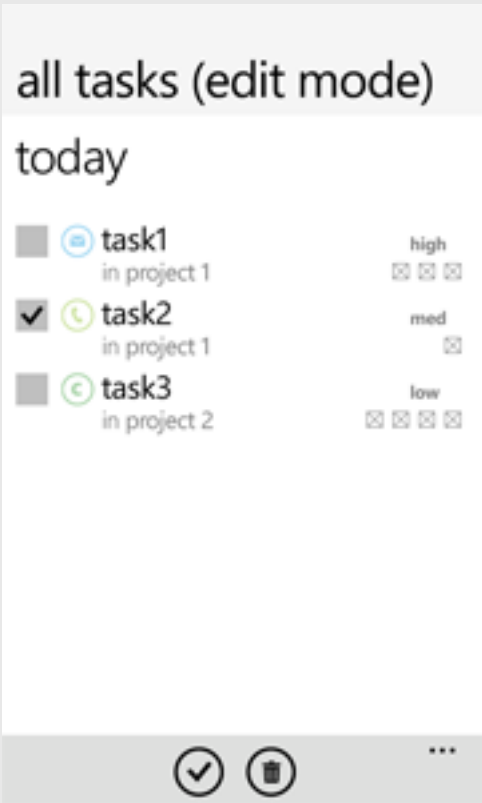 all tasks (edit mode)
today
task1
high
in project 1
task2
med
in project 1
C
task3
low
in project 2